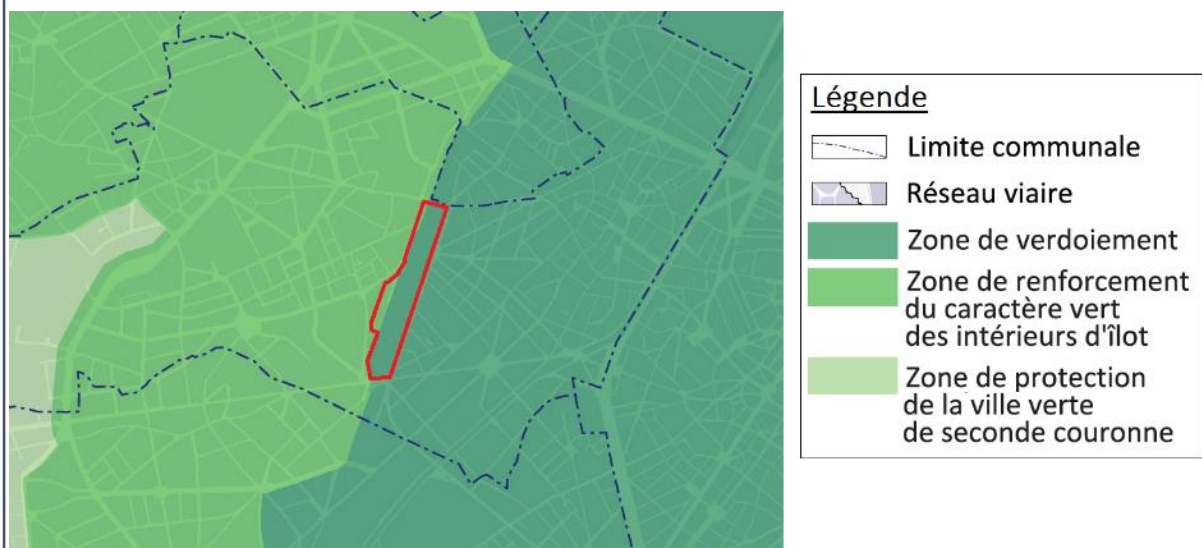 Légende
Limite communale
Réseau viaire
Zone de verdoiement
Zone de renforcement
du caractère vert
des intérieurs d'îlot
Zone de protection
de la ville verte
de seconde couronne